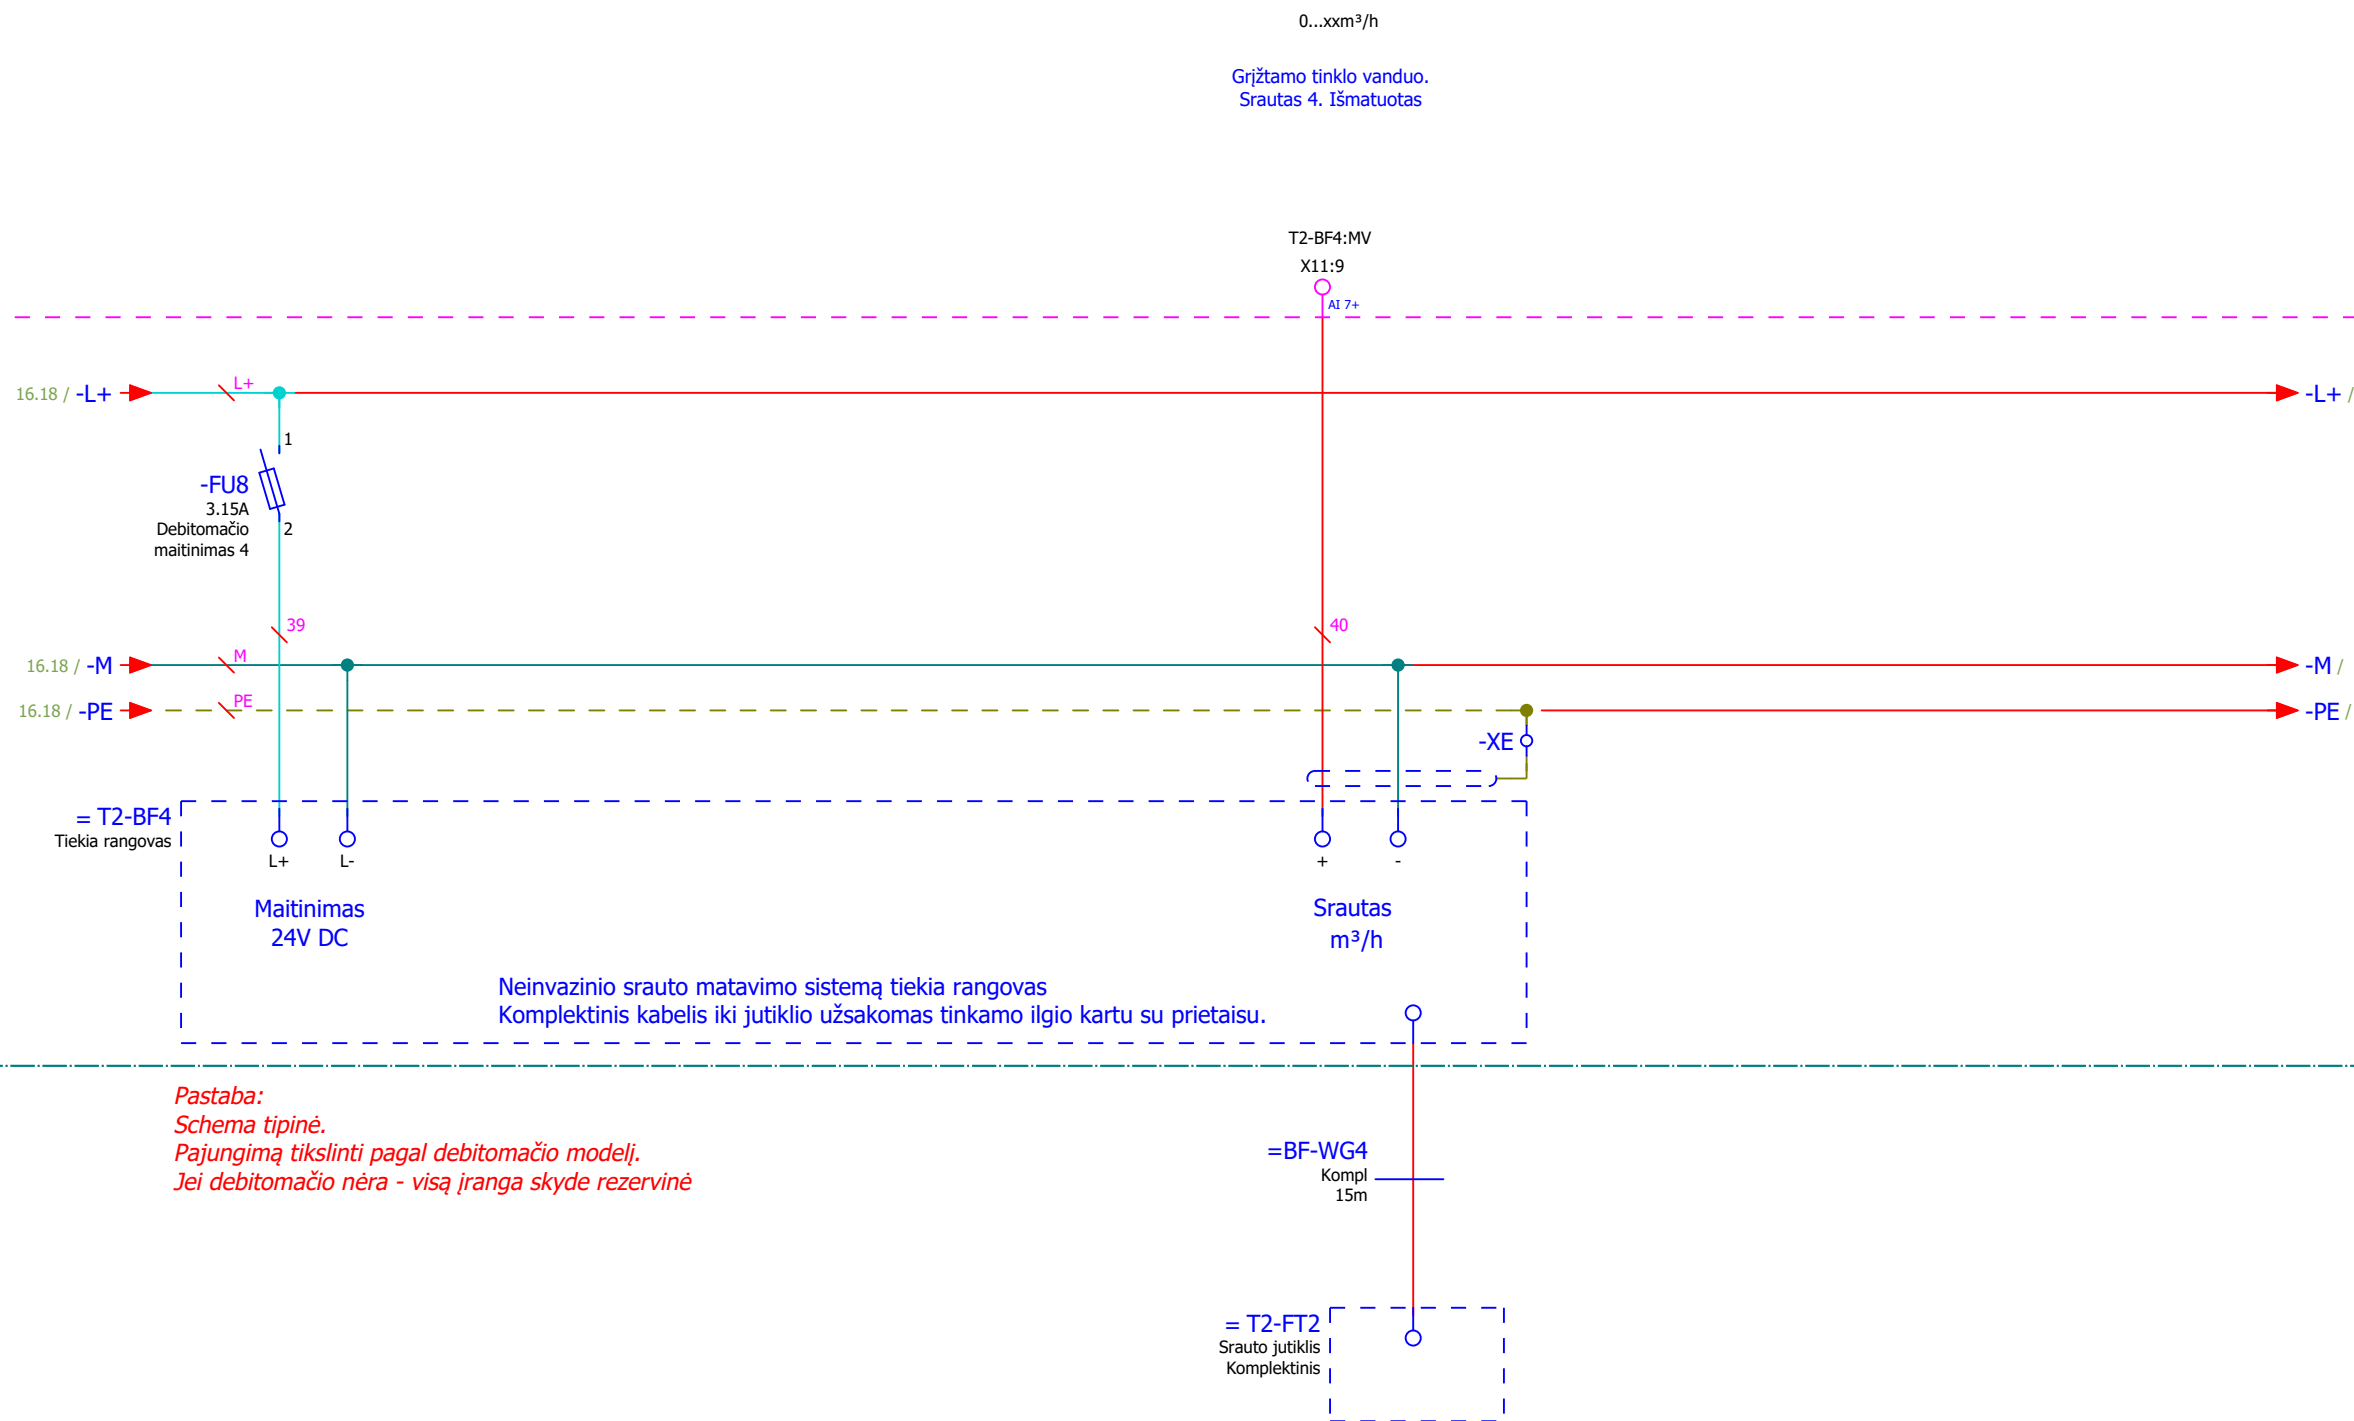 0...xxm³/h
Grįžtamo tinklo vanduo.
Srautas 4. Išmatuotas
T2-BF4:MV
X11:9
AI 7+
16.18 / -L+
L+
-L+ /
1
-FU8
3.15A
Debitomačio
maitinimas 4
2
39
40
16.18 / -M
M
-M /
16.18 / -PE
PE
-PE /
-XE
= T2-BF4
Tiekia rangovas
L+
L-
+
-
Maitinimas
24V DC
Srautas
m³/h
Neinvazinio srauto matavimo sistemą tiekia rangovas
Komplektinis kabelis iki jutiklio užsakomas tinkamo ilgio kartu su prietaisu.
Pastaba:
Schema tipinė.
Pajungimą tikslinti pagal debitomačio modelį.
Jei debitomačio nėra - visą įranga skyde rezervinė
=BF-WG4
Kompl
15m
= T2-FT2
Srauto jutiklis
Komplektinis